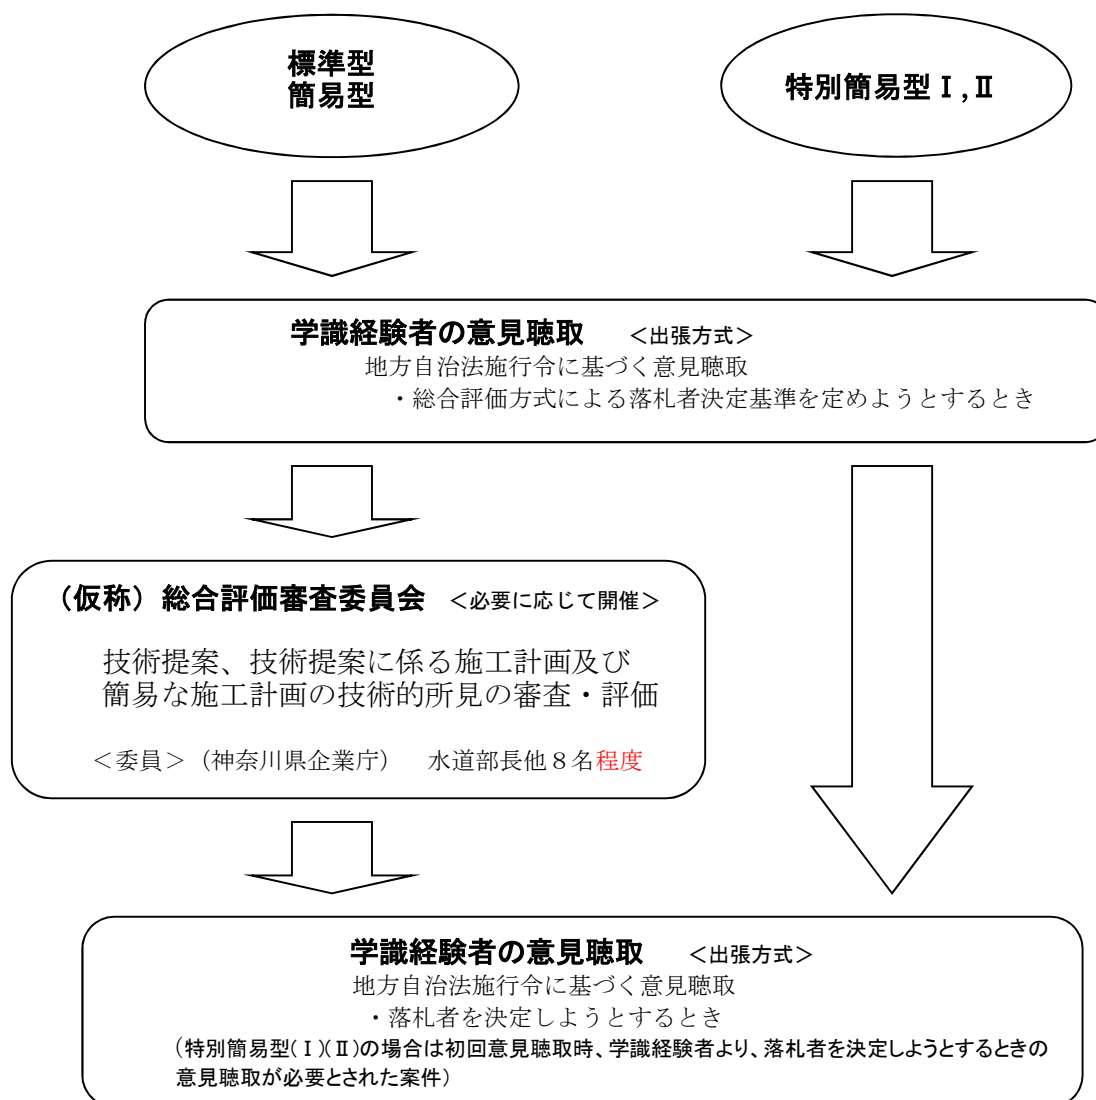 標準型
簡易型
特別簡易型Ⅰ,Ⅱ
学識経験者の意見聴取　＜出張方式＞
地方自治法施行令に基づく意見聴取
・総合評価方式による落札者決定基準を定めようとするとき
（仮称）総合評価審査委員会　＜必要に応じて開催＞
技術提案、技術提案に係る施工計画及び
簡易な施工計画の技術的所見の審査・評価
＜委員＞（神奈川県企業庁）　水道部長他８名程度
学識経験者の意見聴取　＜出張方式＞
地方自治法施行令に基づく意見聴取
・落札者を決定しようとするとき
（特別簡易型(Ⅰ)(Ⅱ)の場合は初回意見聴取時、学識経験者より、落札者を決定しようとするときの
意見聴取が必要とされた案件）